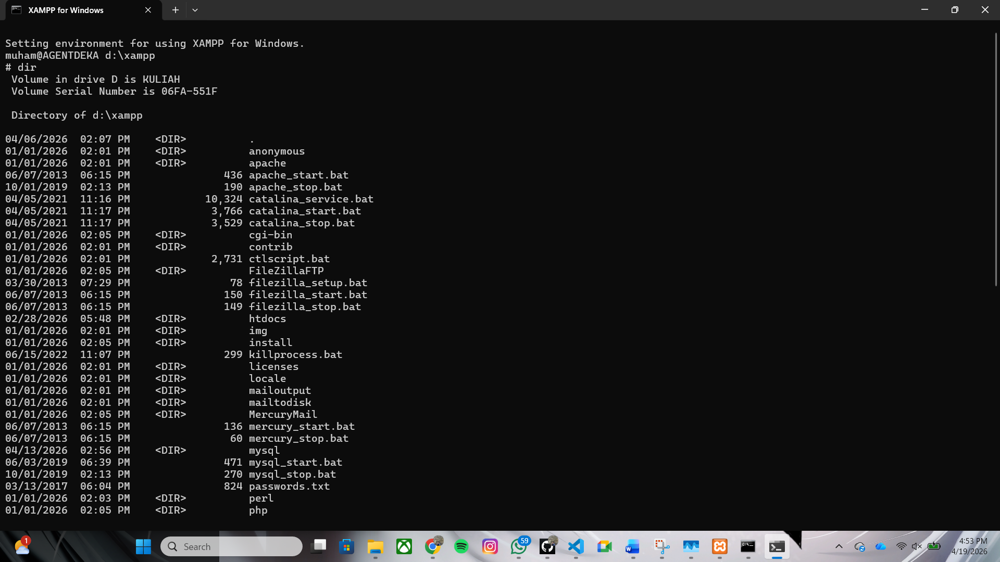 XAMPP for Windows
Setting environment for using XAMPP for Windows.
muham@AGENTDEKA d:\xampp
# dir
 Volume in drive D is KULIAH
 Volume Serial Number is 06FA-551F
 Directory of d:\xampp
04/06/2026  02:07 PM    <DIR>          .
01/01/2026  02:01 PM    <DIR>          anonymous
01/01/2026  02:01 PM    <DIR>          apache
06/07/2013  06:15 PM               436 apache_start.bat
10/01/2019  02:13 PM               190 apache_stop.bat
04/05/2021  11:16 PM            10,324 catalina_service.bat
04/05/2021  11:17 PM             3,766 catalina_start.bat
04/05/2021  11:17 PM             3,529 catalina_stop.bat
01/01/2026  02:05 PM    <DIR>          cgi-bin
01/01/2026  02:01 PM    <DIR>          contrib
01/01/2026  02:01 PM             2,731 ctlscript.bat
01/01/2026  02:05 PM    <DIR>          FileZillaFTP
03/30/2013  07:29 PM                78 filezilla_setup.bat
06/07/2013  06:15 PM               150 filezilla_start.bat
06/07/2013  06:15 PM               149 filezilla_stop.bat
02/28/2026  05:48 PM    <DIR>          htdocs
01/01/2026  02:01 PM    <DIR>          img
01/01/2026  02:05 PM    <DIR>          install
06/15/2022  11:07 PM               299 killprocess.bat
01/01/2026  02:01 PM    <DIR>          licenses
01/01/2026  02:01 PM    <DIR>          locale
01/01/2026  02:01 PM    <DIR>          mailoutput
01/01/2026  02:01 PM    <DIR>          mailtodisk
01/01/2026  02:05 PM    <DIR>          MercuryMail
06/07/2013  06:15 PM               136 mercury_start.bat
06/07/2013  06:15 PM                60 mercury_stop.bat
04/13/2026  02:56 PM    <DIR>          mysql
06/03/2019  06:39 PM               471 mysql_start.bat
10/01/2019  02:13 PM               270 mysql_stop.bat
03/13/2017  06:04 PM               824 passwords.txt
01/01/2026  02:03 PM    <DIR>          perl
01/01/2026  02:05 PM    <DIR>          php
1
Search
59
4:53 PM
4/19/2026